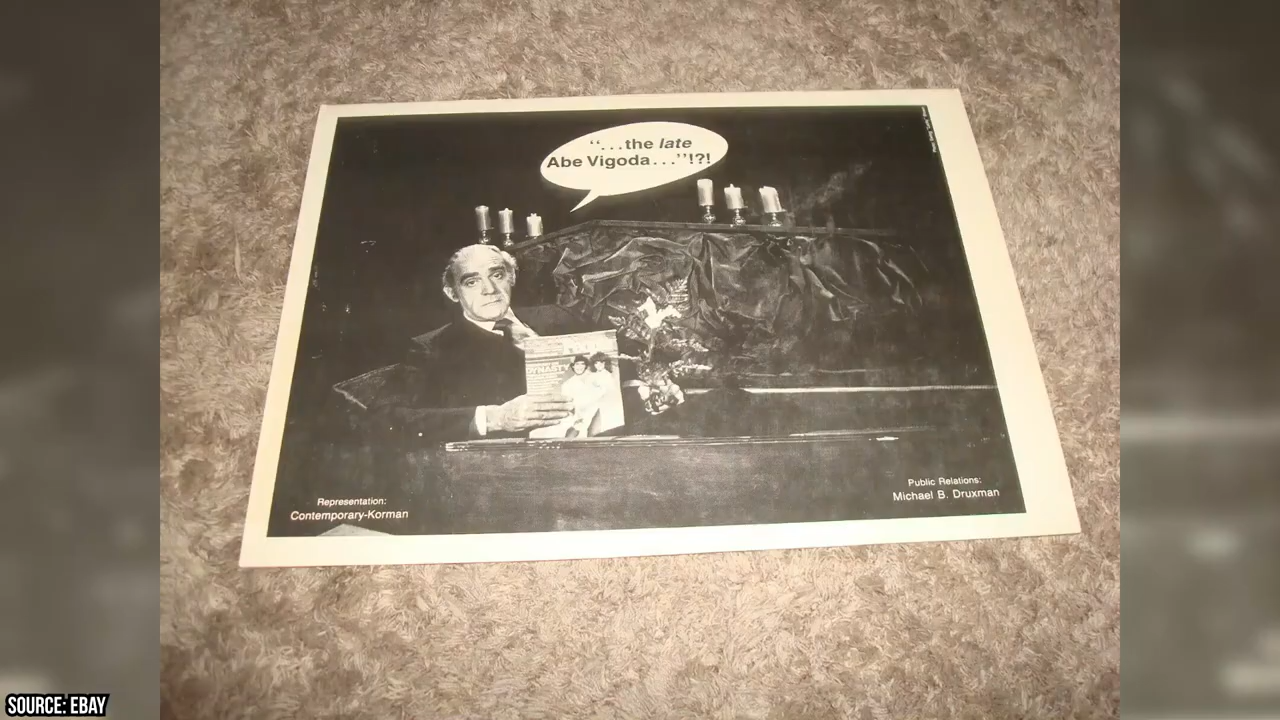 “...the late
Abe Vigoda...”!?!
DYNASTY
Representation:
Contemporary-Korman
Public Relations:
Michael B. Druxman
SOURCE: EBAY